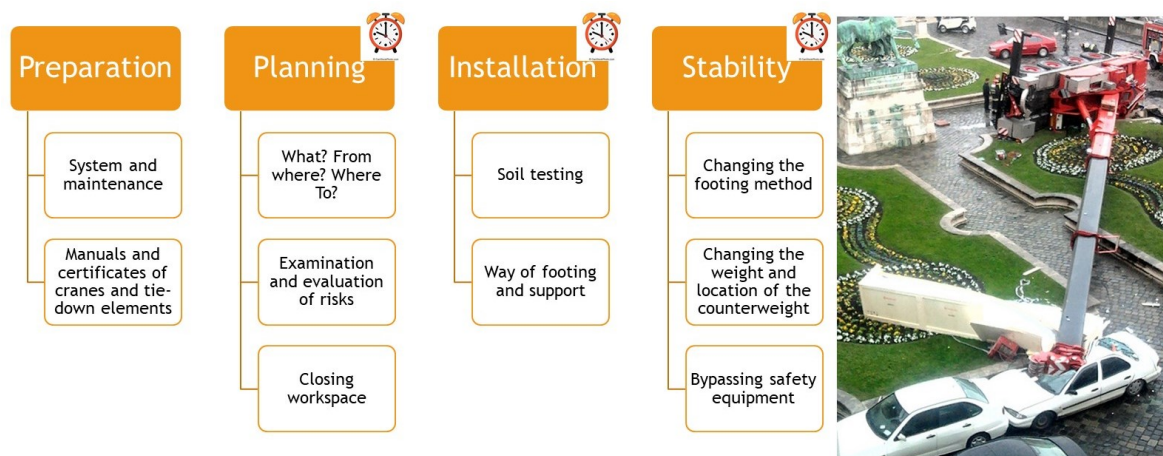 Preparation
System and
maintenance
Manuals and
certificates of
cranes and tie-
down elements
Planning
What? From
where? Where
To?
Examination
and evaluation
of risks
Closing
workspace
Installation
Soil testing
Way of footing
and support
Stability
Changing the
footing method
Changing the
weight and
location of the
counterweight
Bypassing safety
equipment